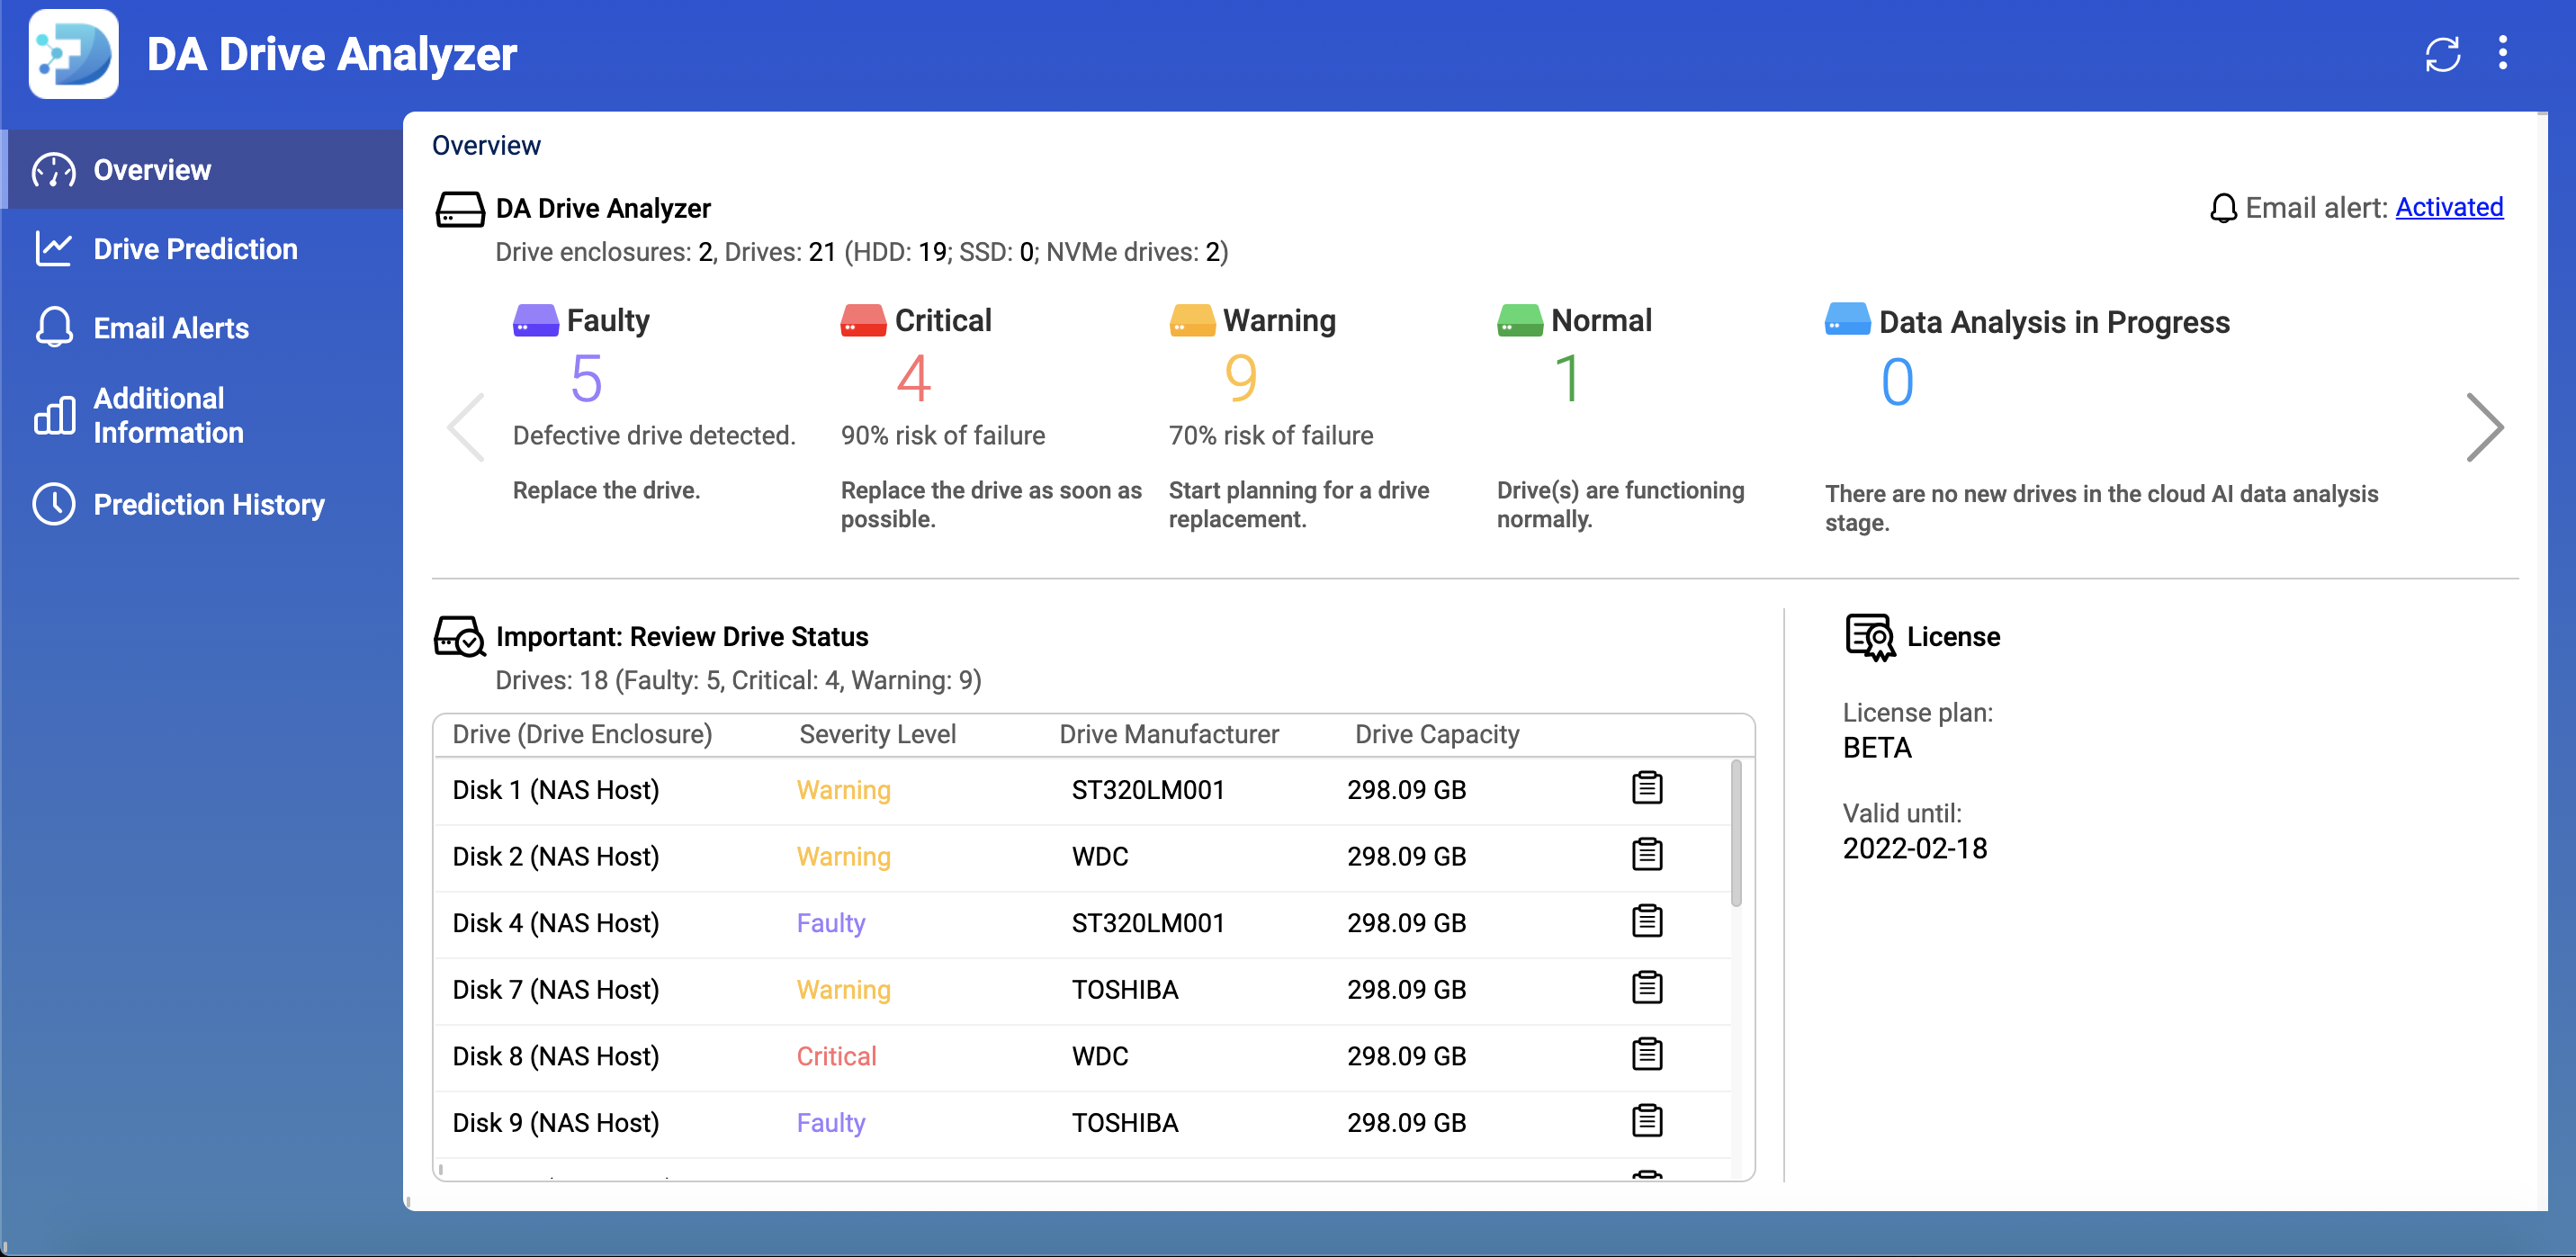 DA Drive Analyzer
Overview
Drive Prediction
Email Alerts
Additional
Information
Prediction History
Overview
DA Drive Analyzer
Email alert: Activated
Drive enclosures: 2, Drives: 21 (HDD: 19; SSD: 0; NVMe drives: 2)
Faulty
5
Defective drive detected.
Replace the drive.
Critical
4
90% risk of failure
Replace the drive as soon as
possible.
Warning
9
70% risk of failure
Start planning for a drive
replacement.
Normal
1
Drive(s) are functioning
normally.
Data Analysis in Progress
0
There are no new drives in the cloud AI data analysis
stage.
Important: Review Drive Status
Drives: 18 (Faulty: 5, Critical: 4, Warning: 9)
Drive (Drive Enclosure) Severity Level Drive Manufacturer Drive Capacity
Disk 1 (NAS Host) Warning ST320LM001 298.09 GB
Disk 2 (NAS Host) Warning WDC 298.09 GB
Disk 4 (NAS Host) Faulty ST320LM001 298.09 GB
Disk 7 (NAS Host) Warning TOSHIBA 298.09 GB
Disk 8 (NAS Host) Critical WDC 298.09 GB
Disk 9 (NAS Host) Faulty TOSHIBA 298.09 GB
License
License plan:
BETA
Valid until:
2022-02-18